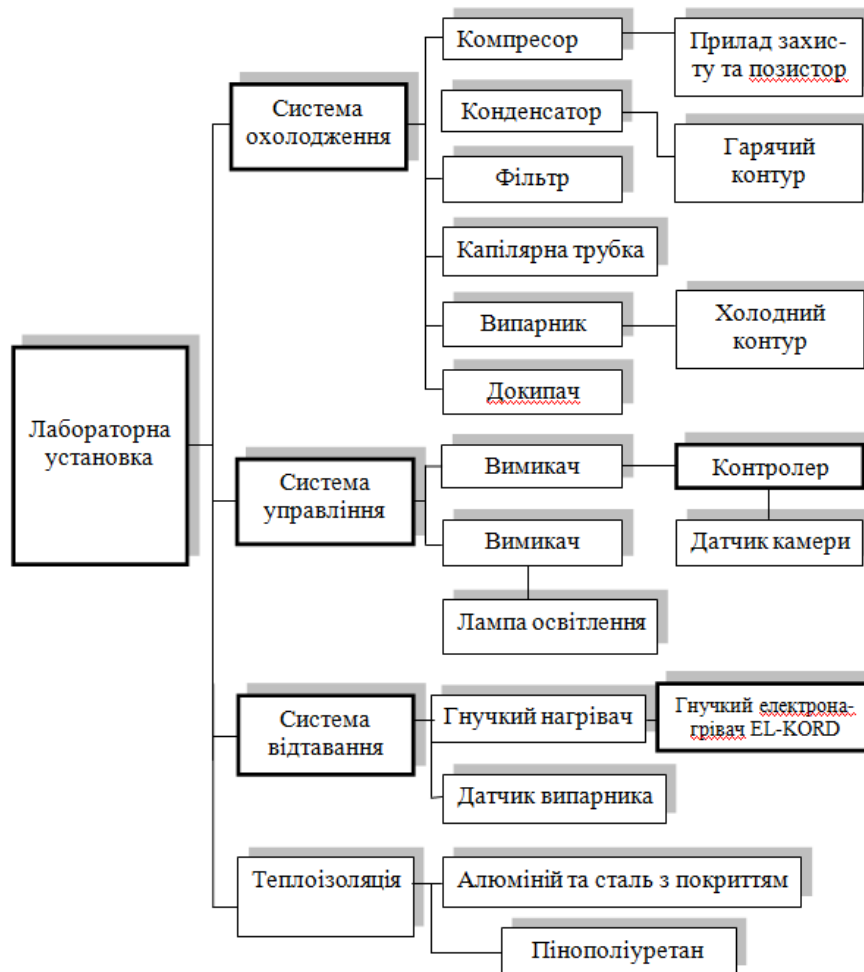 Компресор
Прилад захис-
ту та позистор
Система
охолодження
Конденсатор
Гарячий
контур
Фільтр
Капілярна трубка
Випарник
Холодний
контур
Докипач
Лабораторна
установка
Система
управління
Вимикач
Контролер
Вимикач
Датчик камери
Лампа освітлення
Система
відтавання
Гнучкий нагрівач
Гнучкий електрона-
грівач EL-KORD
Датчик випарника
Теплоізоляція
Алюміній та сталь з покриттям
Пінополіуретан